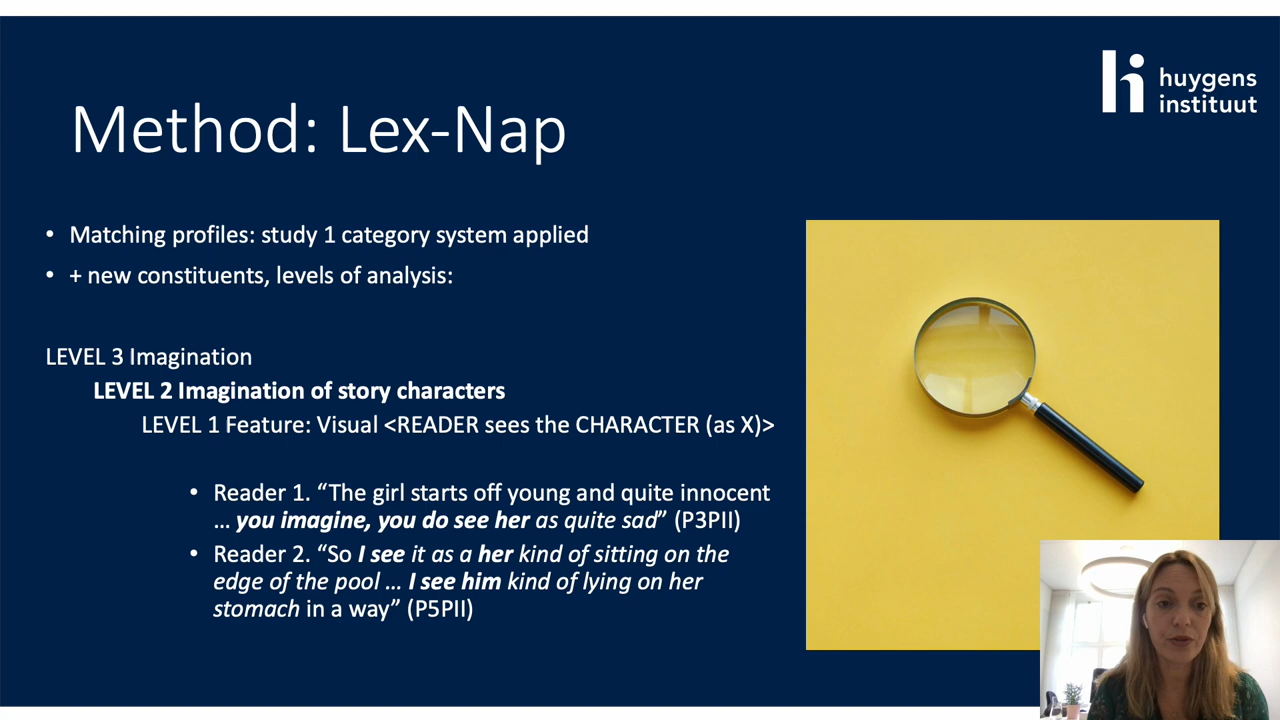 huygens
instituut
Method: Lex-Nap
• Matching profiles: study 1 category system applied
• + new constituents, levels of analysis:
LEVEL 3 Imagination
LEVEL 2 Imagination of story characters
LEVEL 1 Feature: Visual <READER sees the CHARACTER (as X)>
• Reader 1. “The girl starts off young and quite innocent
… you imagine, you do see her as quite sad” (P3PII)
• Reader 2. “So I see it as a her kind of sitting on the
edge of the pool … I see him kind of lying on her
stomach in a way” (P5PII)